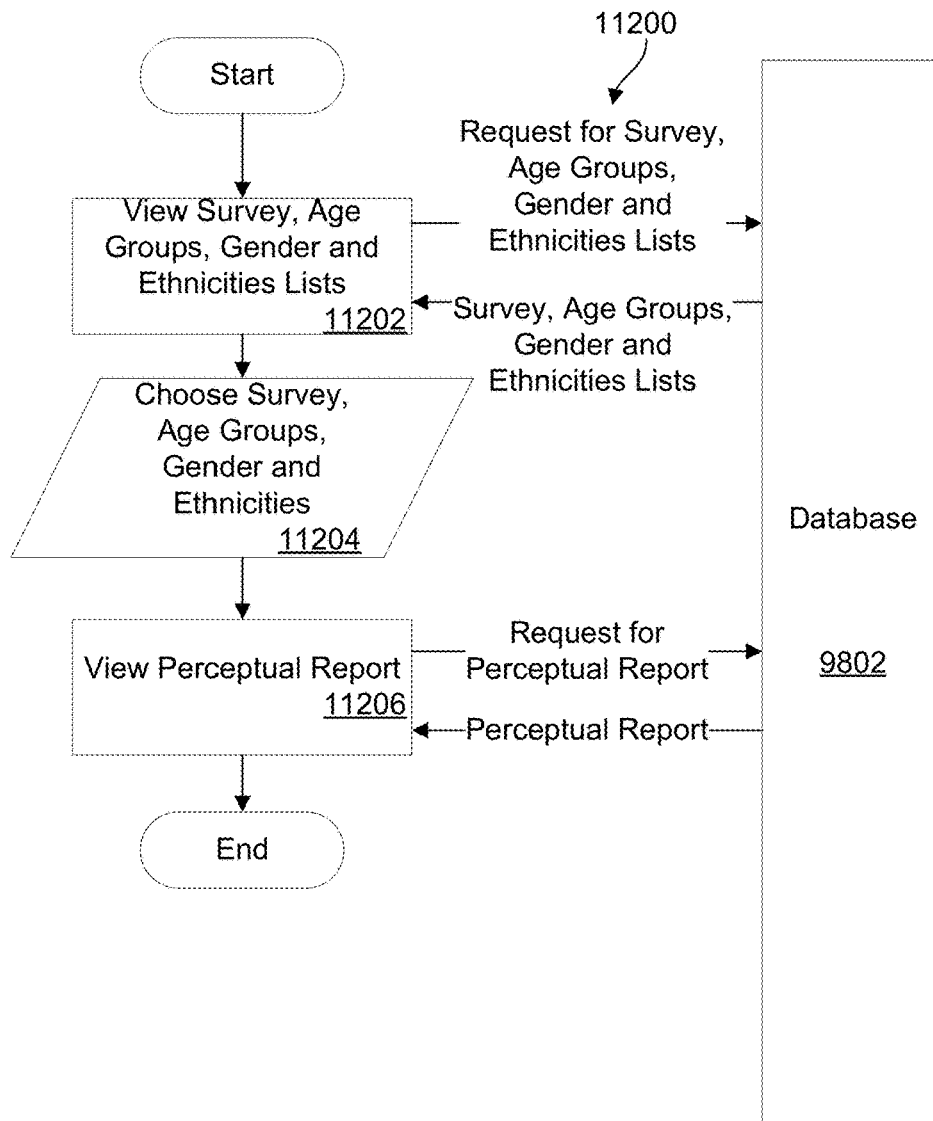 11200
Start
Request for Survey,
Age Groups,
Gender and
Ethnicities Lists
View Survey, Age
Groups, Gender and
Ethnicities Lists
11202
Survey, Age Groups,
Gender and
Ethnicities Lists
Choose Survey,
Age Groups,
Gender and
Ethnicities
11204
Database
9802
View Perceptual Report
11206
Request for
Perceptual Report
Perceptual Report
End